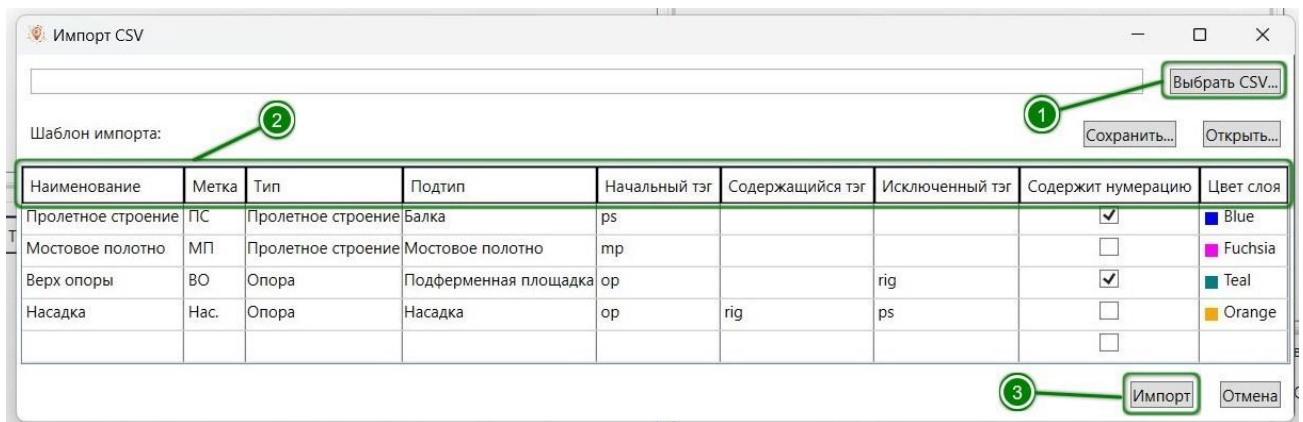 Импорт CSV
Выбрать CSV...
1
2
Шаблон импорта:
Сохранить... Открыть...
Наименование Метка Тип Подтип Начальный тэг Содержащийся тэг Исключенный тэг Содержит нумерацию Цвет слоя
Пролетное строение ПС Пролетное строение Балка ps Blue
Мостовое полотно МП Пролетное строение Мостовое полотно mp Fuchsia
Верх опоры ВО Опора Подферменная площадка op rig Teal
Насадка Нас. Опора Насадка op rig ps Orange
3
Импорт Отмена